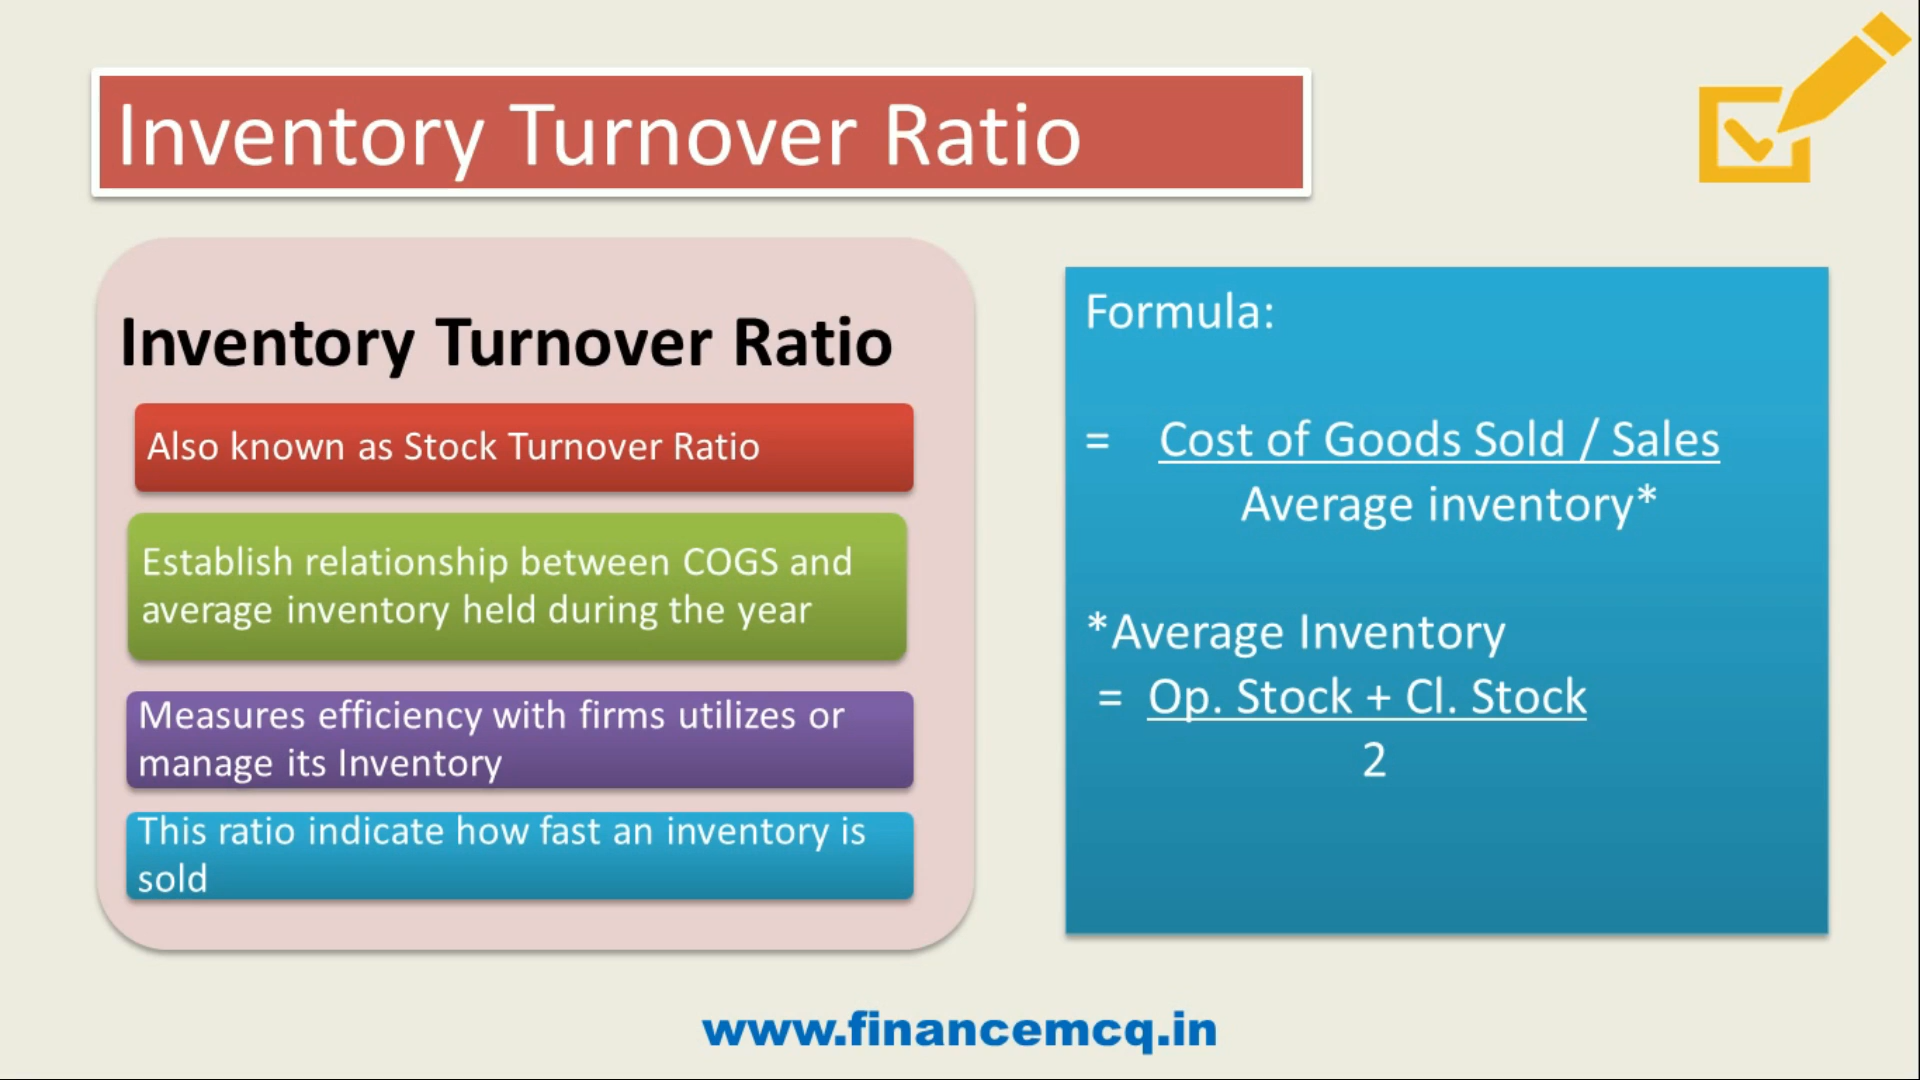 Inventory Turnover Ratio
Inventory Turnover Ratio
Also known as Stock Turnover Ratio
Establish relationship between COGS and
average inventory held during the year
Measures efficiency with firms utilizes or
manage its Inventory
This ratio indicate how fast an inventory is
sold
Formula:
= Cost of Goods Sold / Sales
Average inventory*
*Average Inventory
= Op. Stock + Cl. Stock
2
www.financemcq.in